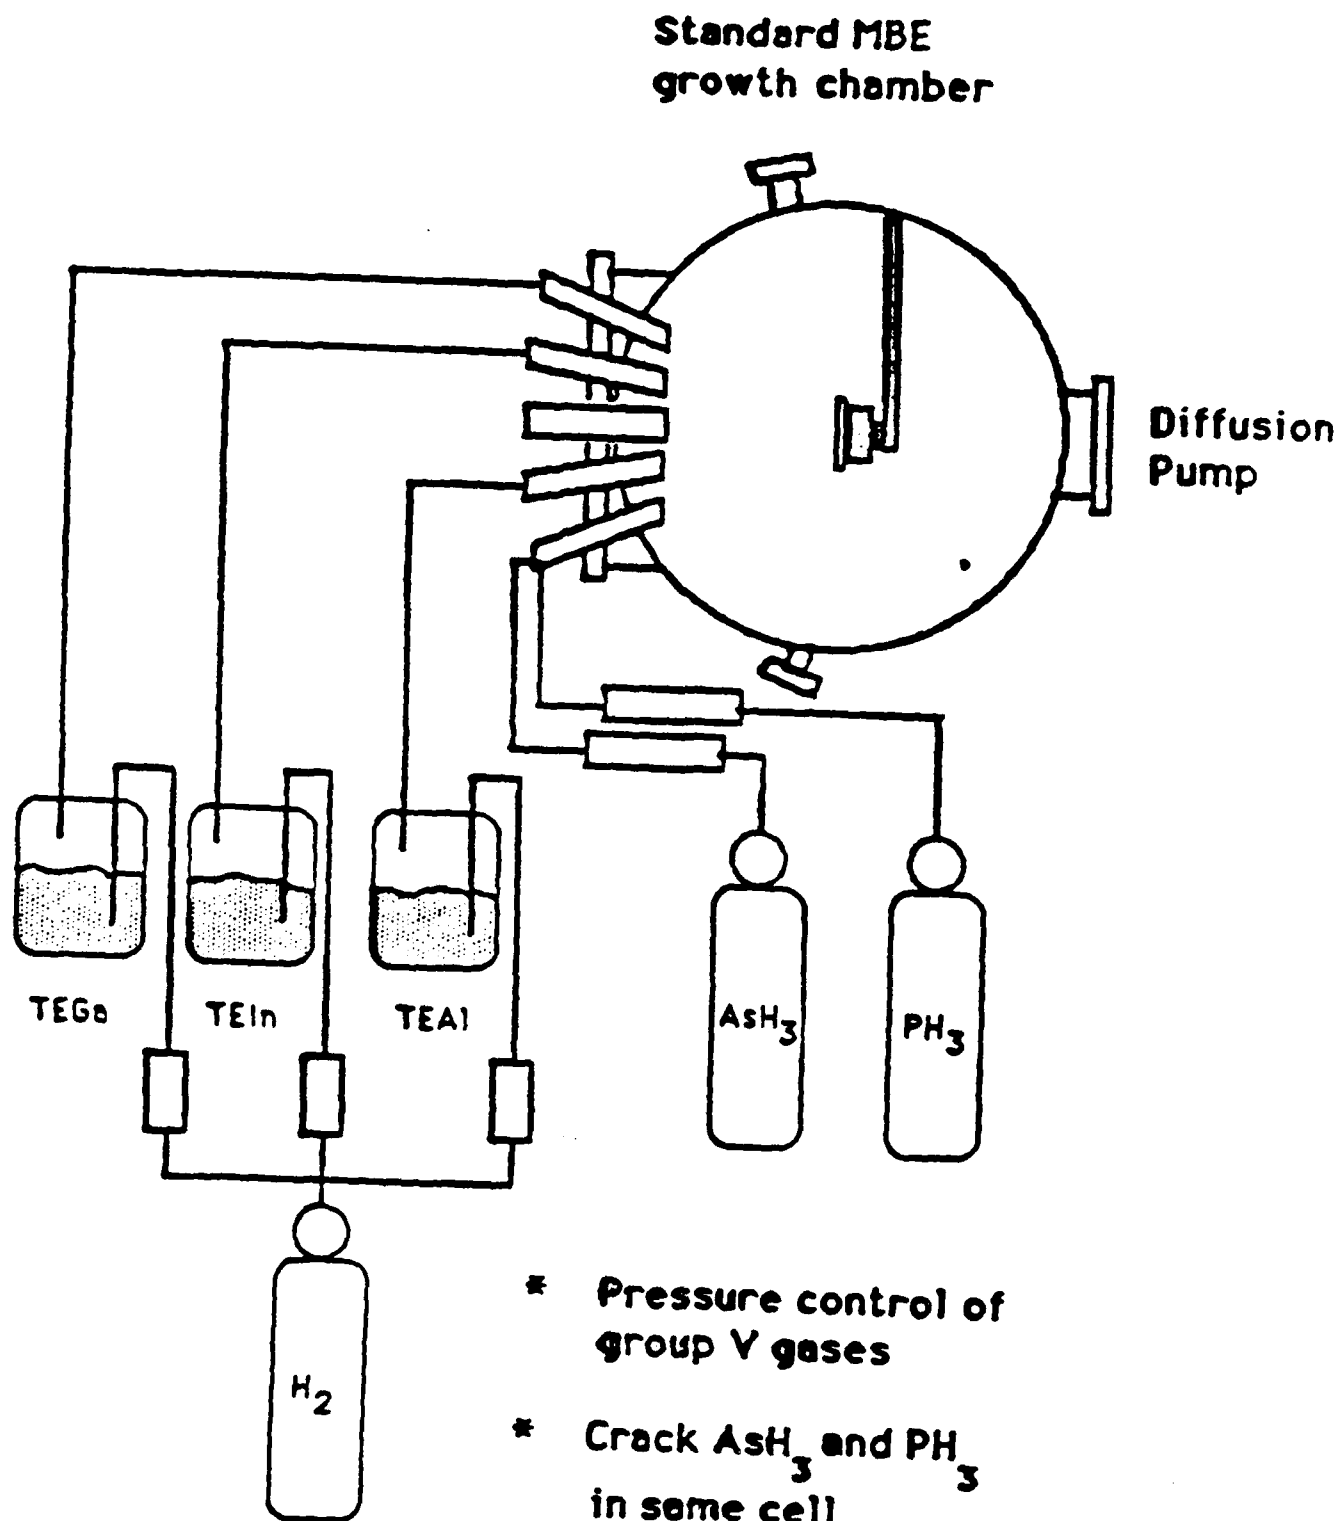 Standard MBE
growth chamber
Diffusion
Pump
TEGa
TEIn
TEAl
AsH3
PH3
H2
* Pressure control of
group V gases
* Crack AsH3 and PH3
in same cell